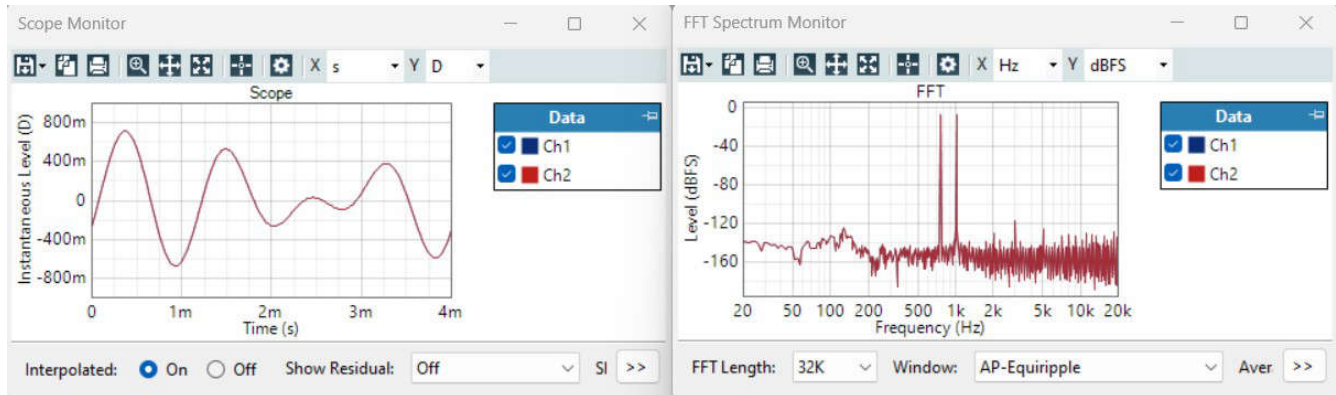 Scope Monitor
X s Y D
Scope
Instantaneous Level (D)
800m
400m
0
-400m
-800m
0 1m 2m 3m 4m
Time (s)
Data
Ch1
Ch2
Interpolated: On Off Show Residual: Off Sl >>
FFT Spectrum Monitor
X Hz Y dBFS
FFT
Level (dBFS)
0
-40
-80
-120
-160
20 50 100 200 500 1k 2k 5k 10k 20k
Frequency (Hz)
Data
Ch1
Ch2
FFT Length: 32K Window: AP-Equiripple Aver >>